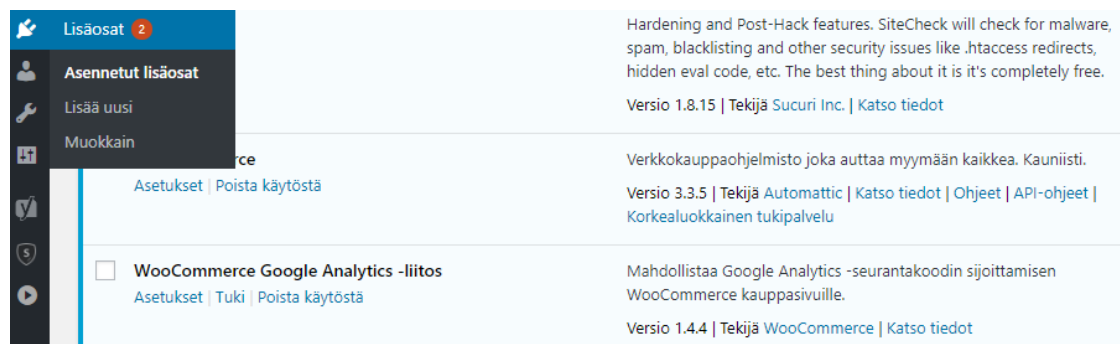 Lisäosat 2
Asennetut lisäosat
Lisää uusi
Muokkain
Hardening and Post-Hack features. SiteCheck will check for malware,
spam, blacklisting and other security issues like .htaccess redirects,
hidden eval code, etc. The best thing about it is it's completely free.
Versio 1.8.15 | Tekijä Sucuri Inc. | Katso tiedot
Asetukset | Poista käytöstä
Verkkokauppaohjelmisto joka auttaa myymään kaikkea. Kauniisti.
Versio 3.3.5 | Tekijä Automattic | Katso tiedot | Ohjeet | API-ohjeet |
Korkealuokkainen tukipalvelu
WooCommerce Google Analytics -liitos
Asetukset | Tuki | Poista käytöstä
Mahdollistaa Google Analytics -seurantakoodin sijoittamisen
WooCommerce kauppasivuille.
Versio 1.4.4 | Tekijä WooCommerce | Katso tiedot